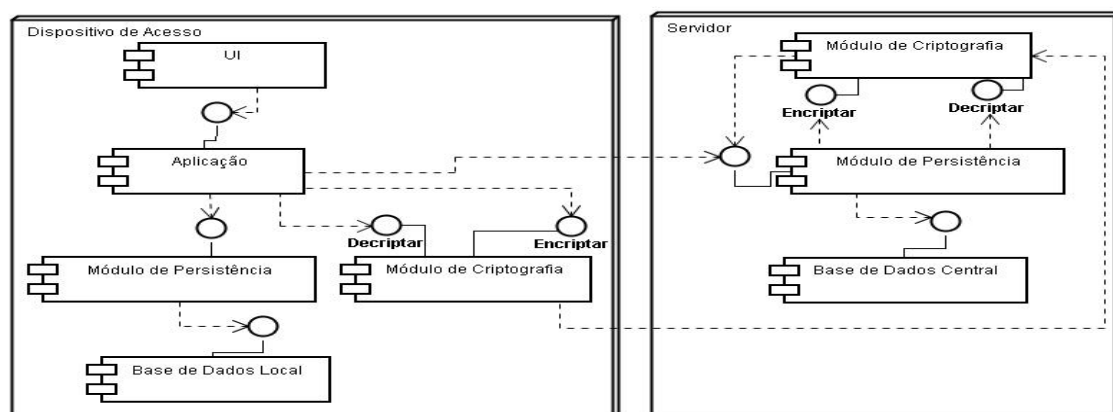 Dispositivo de Acesso
UI
Aplicação
Decriptar
Encriptar
Módulo de Persistência
Módulo de Criptografia
Base de Dados Local
Servidor
Módulo de Criptografia
Encriptar
Decriptar
Módulo de Persistência
Base de Dados Central